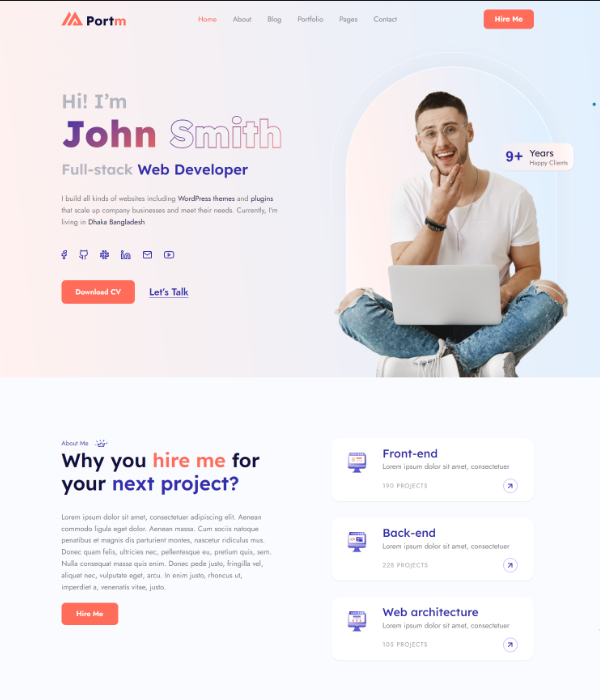 Portm
Home About Blog Portfolio Pages Contact
Hire Me
Hi! I'm
John Smith
Full-stack Web Developer
I build all kinds of websites including WordPress themes and plugins
that scale up company businesses and meet their needs. Currently, I'm
living in Dhaka Bangladesh
Download CV
Let's Talk
9+ Years
Happy Clients
About Me
Why you hire me for
your next project?
Lorem ipsum dolor sit amet, consectetuer adipiscing elit. Aenean
commodo ligula eget dolor. Aenean massa. Cum sociis natoque
penatibus et magnis dis parturient montes, nascetur ridiculus mus.
Donec quam felis, ultricies nec, pellentesque eu, pretium quis, sem.
Nulla consequat massa quis enim. Donec pede justo, fringilla vel,
aliquet nec, vulputate eget, arcu. In enim justo, rhoncus ut,
imperdiet a, venenatis vitae, justo.
Hire Me
Front-end
Lorem ipsum dolor sit amet, consectetuer
190 PROJECTS
Back-end
Lorem ipsum dolor sit amet, consectetuer
228 PROJECTS
Web architecture
Lorem ipsum dolor sit amet, consectetuer
105 PROJECTS